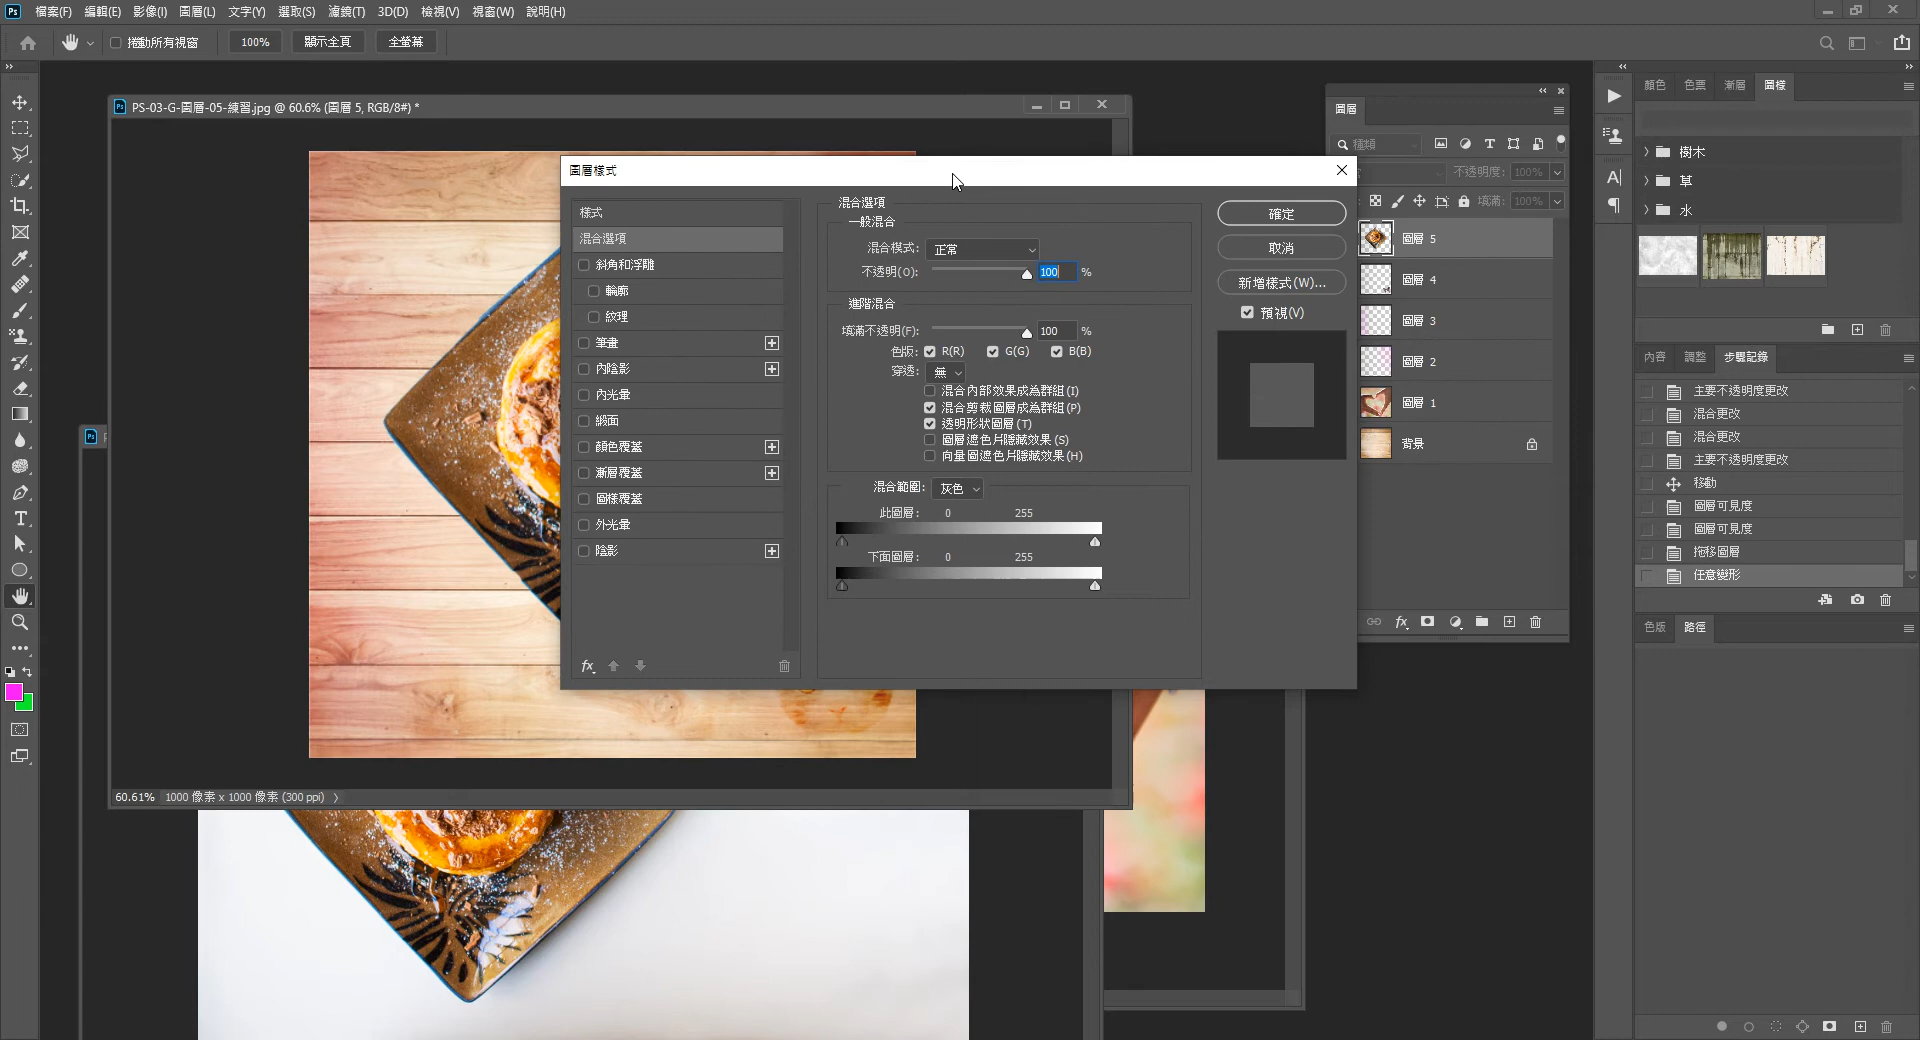 檔案(F) 編輯(E) 影像(I) 圖層(L) 文字(Y) 選取(S) 濾鏡(T) 3D(D) 檢視(V) 視窗(W) 說明(H)
捲動所有視窗 100% 顯示全頁 全螢幕
PS-03-G-圖層-05-練習.jpg @ 60.6% (圖層 5, RGB/8#) *
圖層樣式
樣式
混合選項
斜角和浮雕
輪廓
紋理
筆畫
內陰影
內光暈
緞面
顏色覆蓋
漸層覆蓋
圖樣覆蓋
外光暈
陰影
fx
混合選項
一般混合
混合模式: 正常
不透明(O): 100 %
進階混合
填滿不透明(F): 100 %
色版: R(R) G(G) B(B)
穿透: 無
混合內部效果成為群組(I)
混合剪裁圖層成為群組(P)
透明形狀圖層(T)
圖層遮色片隱藏效果(S)
向量圖遮色片隱藏效果(H)
混合範圍: 灰色
此圖層: 0 255
下面圖層: 0 255
確定
取消
新增樣式(W)...
預視(V)
60.61% 1000 像素 x 1000 像素 (300 ppi)
圖層
種類
不透明度: 100%
填滿: 100%
圖層 5
圖層 4
圖層 3
圖層 2
圖層 1
背景
fx
顏色 色票 漸層 圖樣
樹木
草
水
內容 調整 步驟記錄
主要不透明度更改
混合更改
混合更改
主要不透明度更改
移動
圖層可見度
圖層可見度
拖移圖層
任意變形
色版 路徑